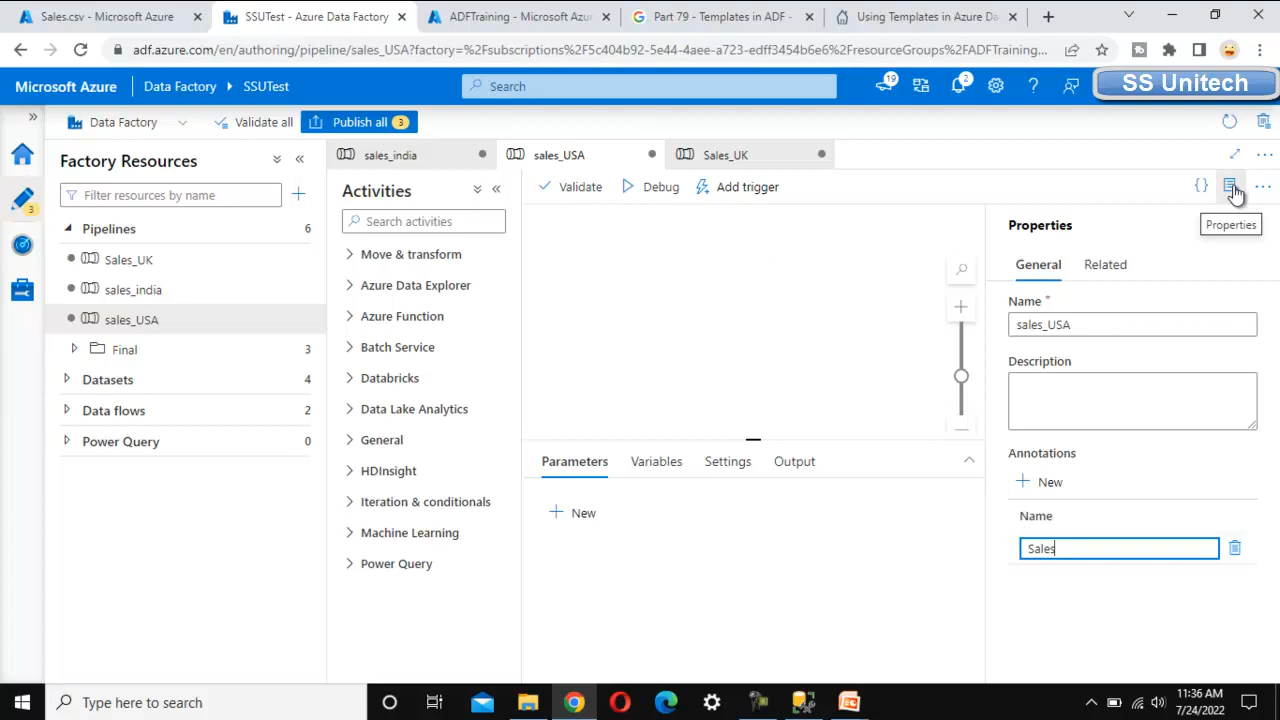 Sales.csv - Microsoft Azure
SSUTest - Azure Data Factory
ADFTraining - Microsoft Azur
Part 79 - Templates in ADF -
Using Templates in Azure Da
adf.azure.com/en/authoring/pipeline/sales_USA?factory=%2Fsubscriptions%2F5c404b92-5e44-4aee-a723-edff3454b6e6%2FresourceGroups%2FADFTraining...
Microsoft Azure
Data Factory
SSUTest
Search
19
2
SS Unitech
Data Factory
Validate all
Publish all 3
Factory Resources
sales_india
sales_USA
Sales_UK
Filter resources by name
Activities
Validate
Debug
Add trigger
{}
Properties
3
Pipelines 6
Search activities
Properties
Sales_UK
Move & transform
General
Related
sales_india
Azure Data Explorer
Name *
sales_USA
Azure Function
sales_USA
Final 3
Batch Service
Description
Datasets 4
Databricks
Data flows 2
Data Lake Analytics
Power Query 0
General
Annotations
HDInsight
Parameters
Variables
Settings
Output
New
Iteration & conditionals
New
Name
Machine Learning
Sales
Power Query
Type here to search
11:36 AM
7/24/2022